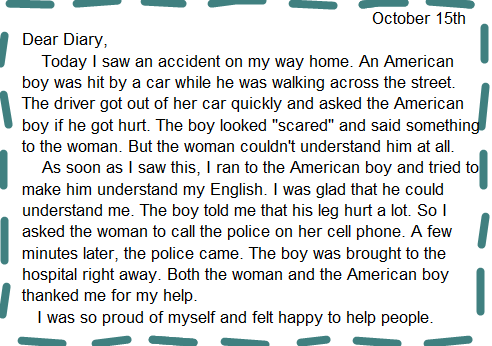 October 15th
Dear Diary,
Today I saw an accident on my way home. An American
boy was hit by a car while he was walking across the street.
The driver got out of her car quickly and asked the American
boy if he got hurt. The boy looked "scared" and said something
to the woman. But the woman couldn't understand him at all.
As soon as I saw this, I ran to the American boy and tried to
make him understand my English. I was glad that he could
understand me. The boy told me that his leg hurt a lot. So I
asked the woman to call the police on her cell phone. A few
minutes later, the police came. The boy was brought to the
hospital right away. Both the woman and the American boy
thanked me for my help.
I was so proud of myself and felt happy to help people.